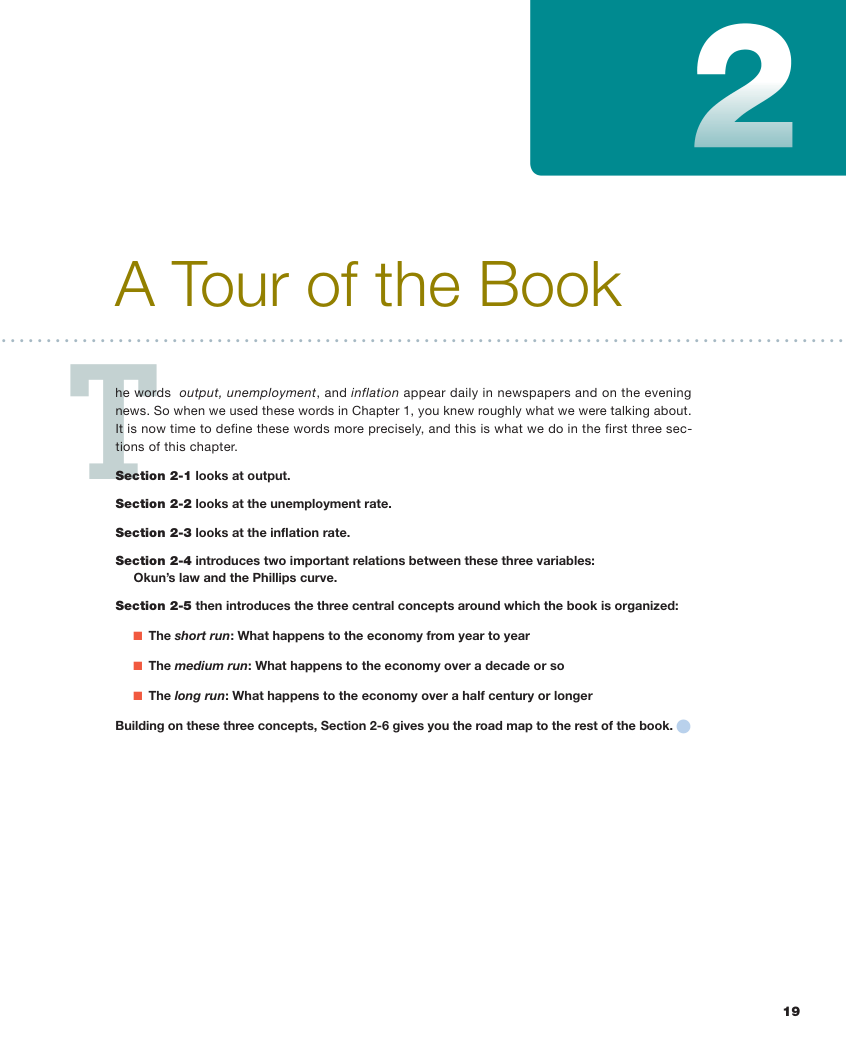 2
A Tour of the Book
The words output, unemployment, and inflation appear daily in newspapers and on the evening
news. So when we used these words in Chapter 1, you knew roughly what we were talking about.
It is now time to define these words more precisely, and this is what we do in the first three sec-
tions of this chapter.
Section 2-1 looks at output.
Section 2-2 looks at the unemployment rate.
Section 2-3 looks at the inflation rate.
Section 2-4 introduces two important relations between these three variables:
Okun’s law and the Phillips curve.
Section 2-5 then introduces the three central concepts around which the book is organized:
■ The short run: What happens to the economy from year to year
■ The medium run: What happens to the economy over a decade or so
■ The long run: What happens to the economy over a half century or longer
Building on these three concepts, Section 2-6 gives you the road map to the rest of the book.
19